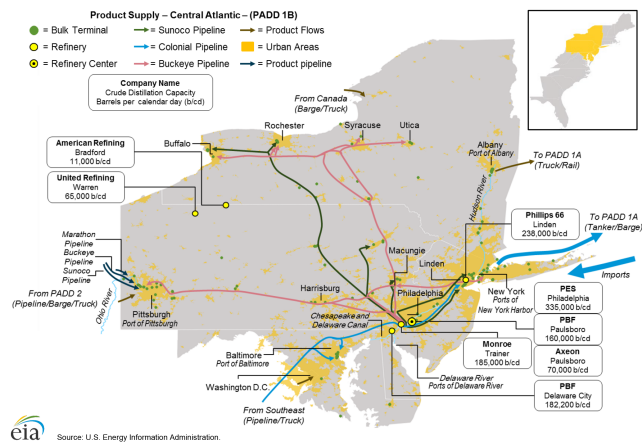 Product Supply – Central Atlantic – (PADD 1B)
= Bulk Terminal
= Sunoco Pipeline
= Product Flows
= Refinery
= Colonial Pipeline
= Urban Areas
= Refinery Center
= Buckeye Pipeline
= Product pipeline
Company Name
Crude Distillation Capacity
Barrels per calendar day (b/cd)
From Canada
(Barge/Truck)
Rochester
Syracuse
Utica
Buffalo
American Refining
Bradford
11,000 b/cd
Albany
Port of Albany
To PADD 1A
(Truck/Rail)
United Refining
Warren
65,000 b/cd
Hudson River
Phillips 66
Linden
238,000 b/cd
To PADD 1A
(Tanker/Barge)
Marathon
Pipeline
Buckeye
Pipeline
Sunoco
Pipeline
Macungie
Linden
Imports
From PADD 2
(Pipeline/Barge/Truck)
Ohio River
Pittsburgh
Port of Pittsburgh
Harrisburg
Philadelphia
New York
Ports of
New York Harbor
PES
Philadelphia
335,000 b/cd
Chesapeake and
Delaware Canal
PBF
Paulsboro
160,000 b/cd
Baltimore
Port of Baltimore
Monroe
Trainer
185,000 b/cd
Axeon
Paulsboro
70,000 b/cd
Washington D.C.
Delaware River
Ports of Delaware River
PBF
Delaware City
182,200 b/cd
From Southeast
(Pipeline/Truck)
eia
Source: U.S. Energy Information Administration.